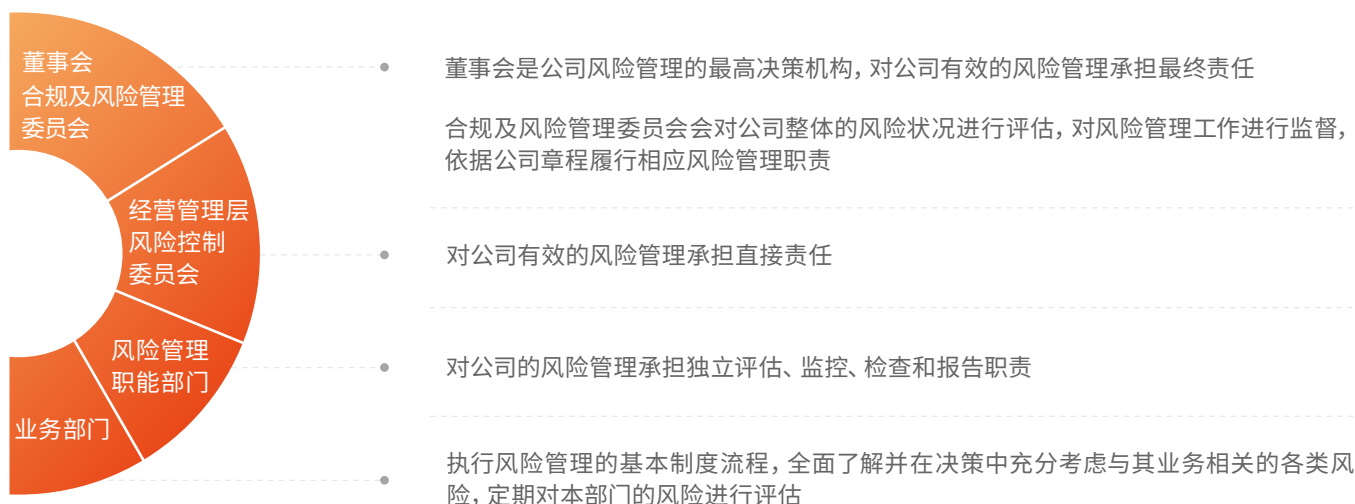 董事会
合规及风险管理
委员会
董事会是公司风险管理的最高决策机构，对公司有效的风险管理承担最终责任
合规及风险管理委员会会对公司整体的风险状况进行评估，对风险管理工作进行监督，
依据公司章程履行相应风险管理职责
经营管理层
风险控制
委员会
对公司有效的风险管理承担直接责任
风险管理
职能部门
对公司的风险管理承担独立评估、监控、检查和报告职责
业务部门
执行风险管理的基本制度流程，全面了解并在决策中充分考虑与其业务相关的各类风
险，定期对本部门的风险进行评估